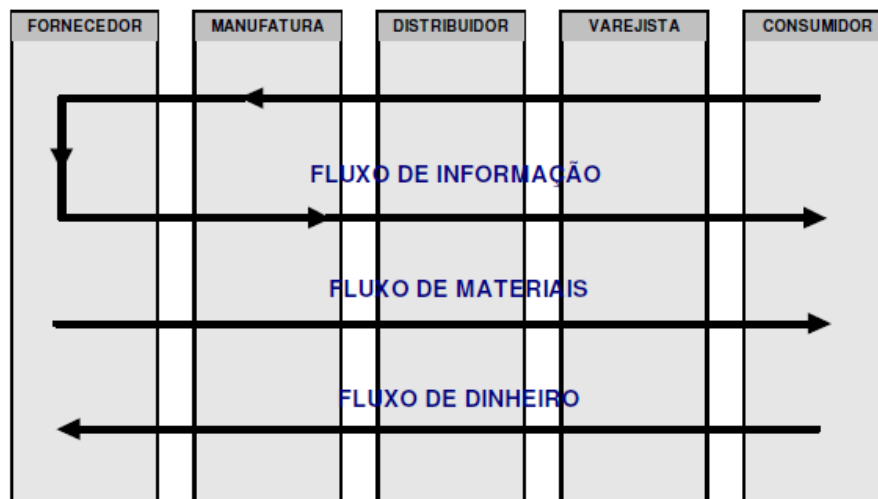 FORNECEDOR MANUFATURA DISTRIBUIDOR VAREJISTA CONSUMIDOR
FLUXO DE INFORMAÇÃO
FLUXO DE MATERIAIS
FLUXO DE DINHEIRO